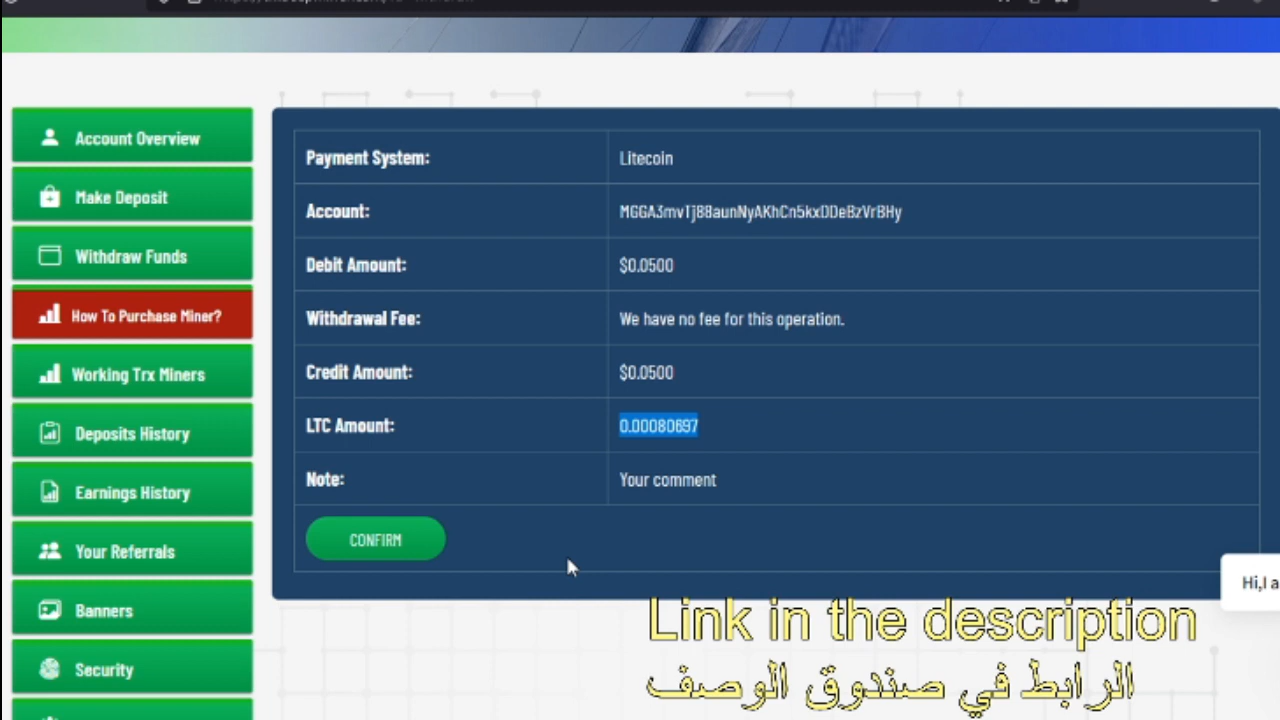 Account Overview
Make Deposit
Withdraw Funds
How To Purchase Miner?
Working Trx Miners
Deposits History
Earnings History
Your Referrals
Banners
Security
Payment System: Litecoin
Account: MGGA3mvTj88aunNyAKhCn5kxDDeBzVrBHy
Debit Amount: $0.0500
Withdrawal Fee: We have no fee for this operation.
Credit Amount: $0.0500
LTC Amount: 0.00080697
Note: Your comment
CONFIRM
Hi,I a
Link in the description
الرابط في صندوق الوصف